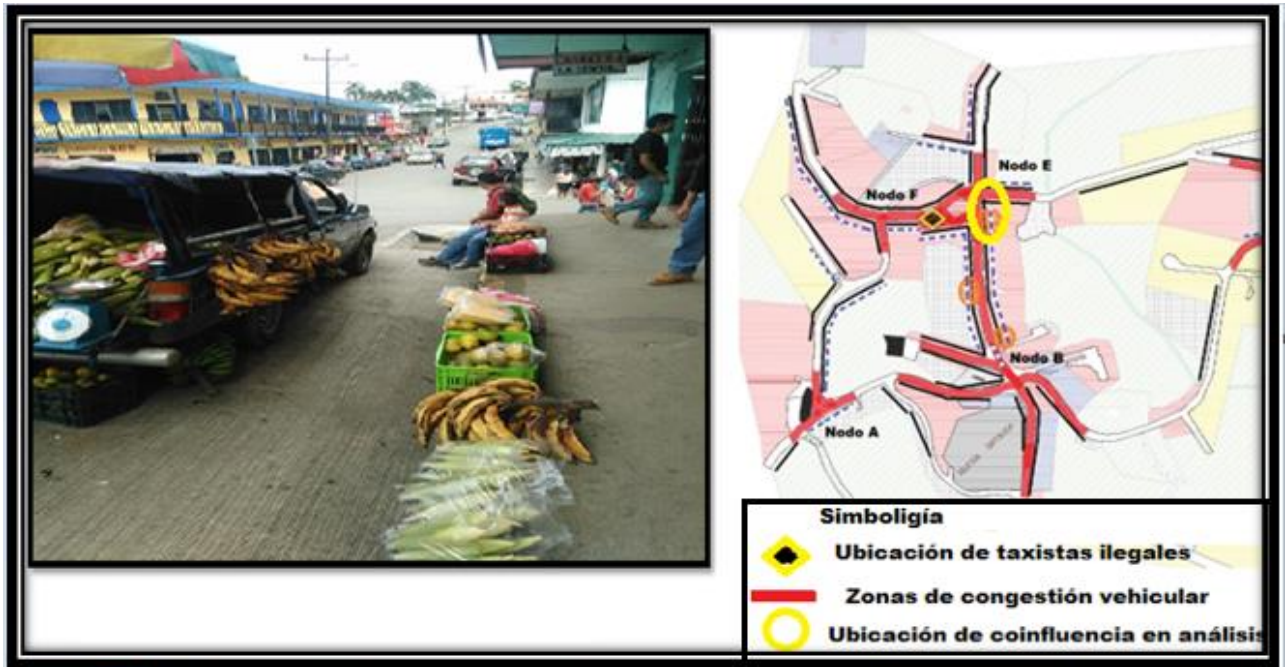 Nodo E
Nodo F
Nodo B
Nodo A
Simboligía
Ubicación de taxistas ilegales
Zonas de congestión vehicular
Ubicación de coinfluencia en análisis